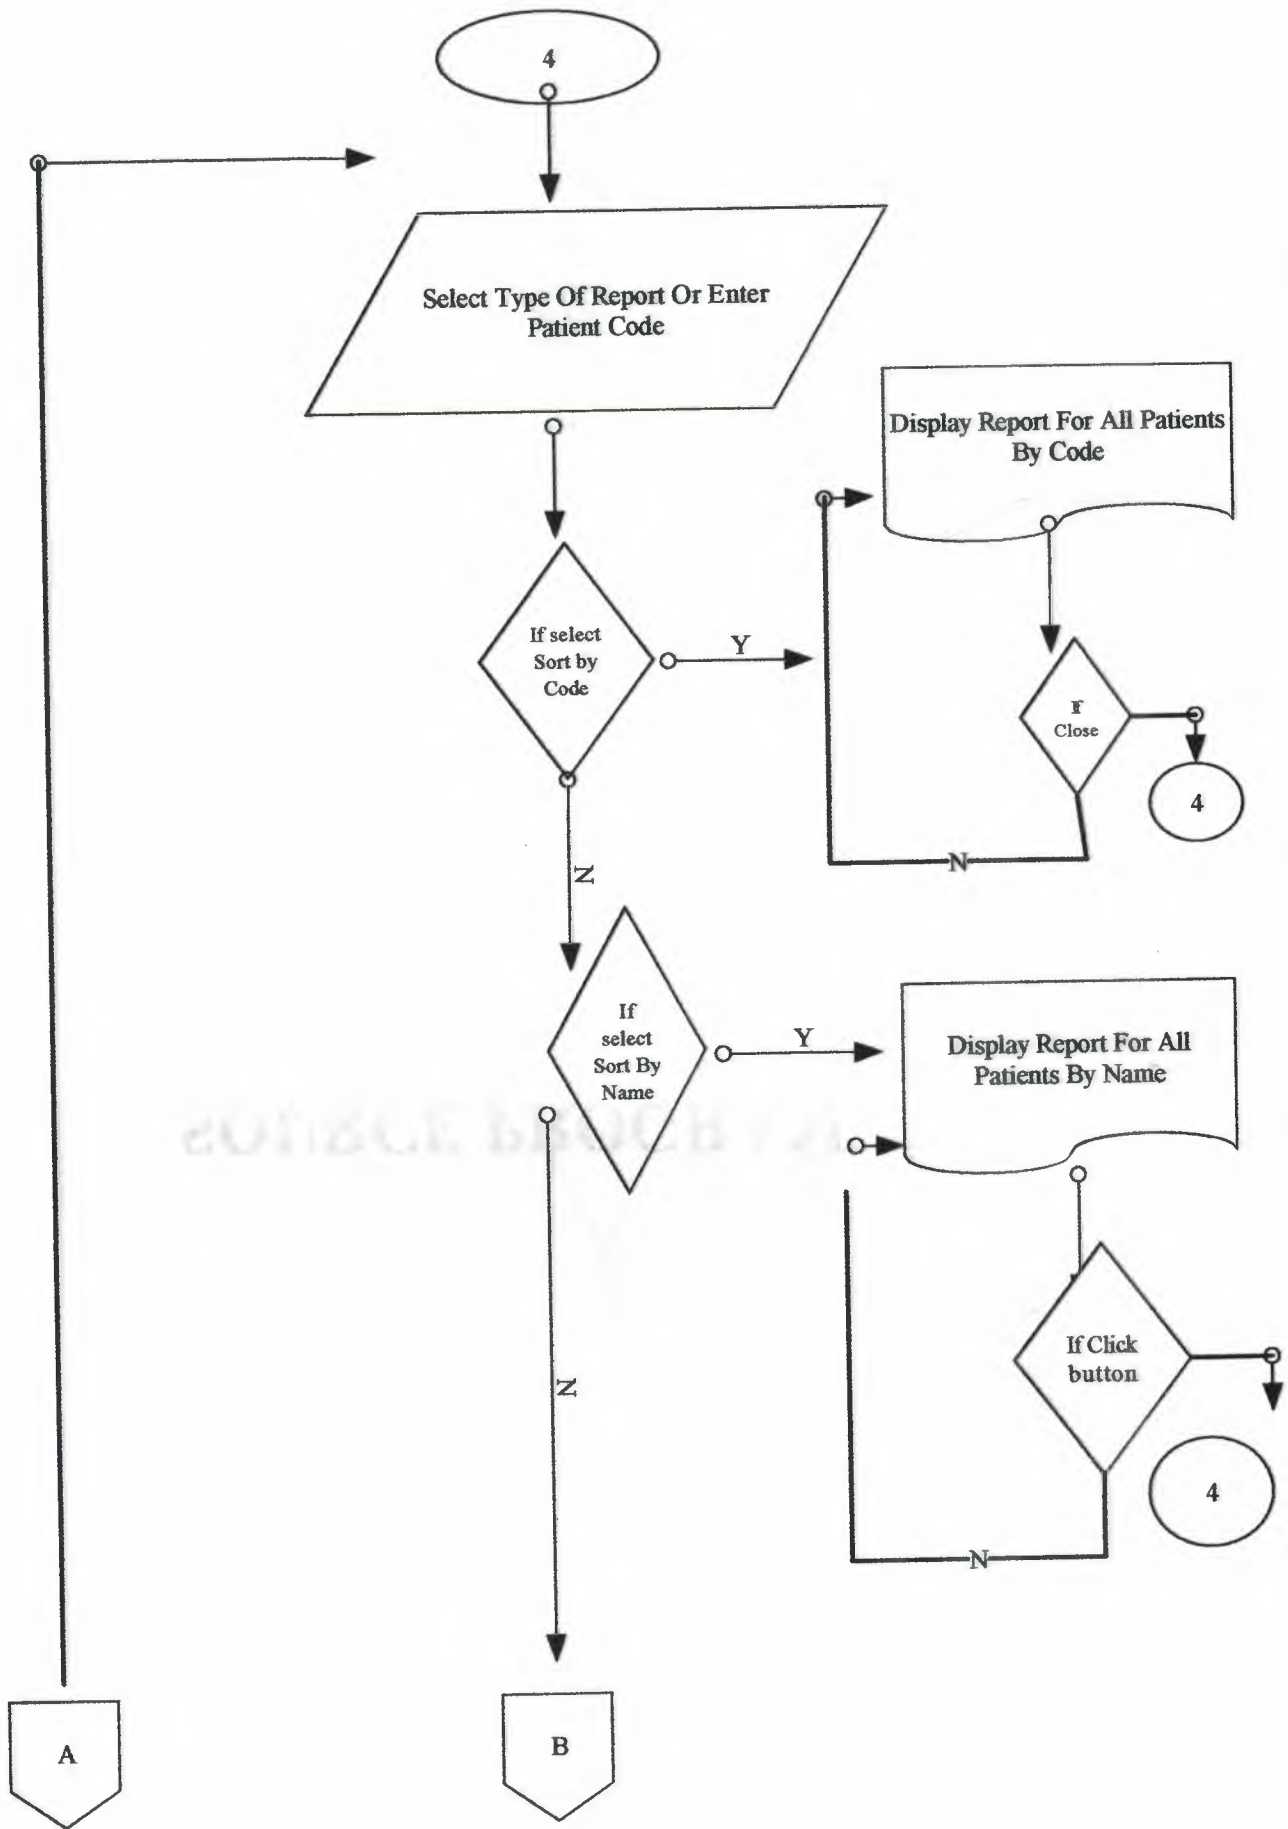 4
Select Type Of Report Or Enter
Patient Code
Display Report For All Patients
By Code
If select
Sort by
Code
Y
If
Close
4
N
N
If
select
Sort By
Name
Y
Display Report For All
Patients By Name
If Click
button
N
4
N
A
B